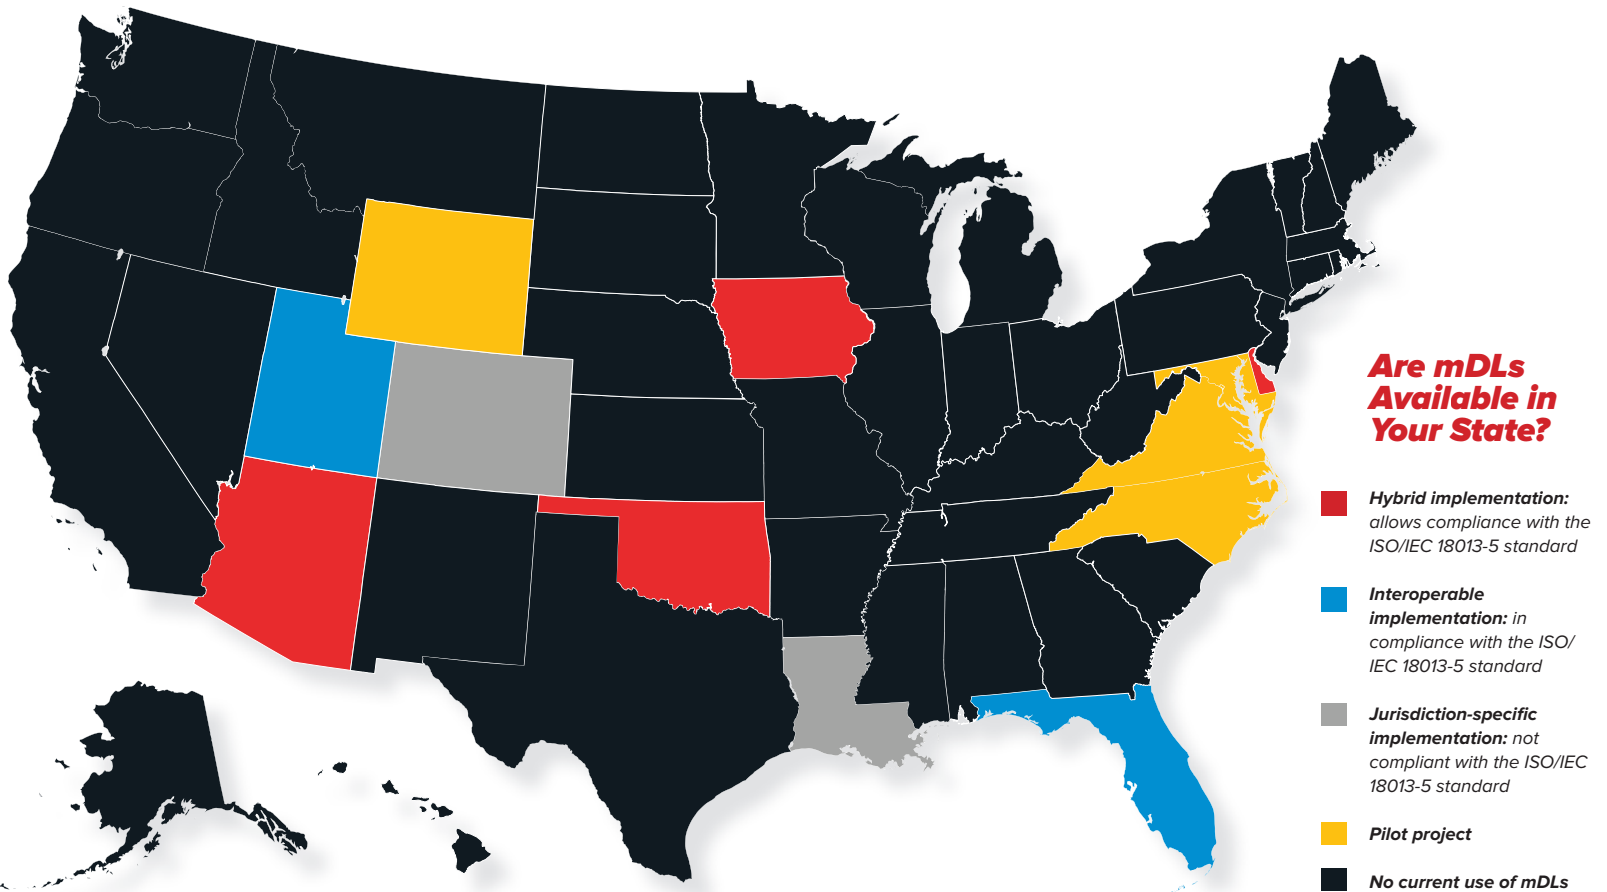 Are mDLs
Available in
Your State?
Hybrid implementation:
allows compliance with the
ISO/IEC 18013-5 standard
Interoperable
implementation: in
compliance with the ISO/
IEC 18013-5 standard
Jurisdiction-specific
implementation: not
compliant with the ISO/IEC
18013-5 standard
Pilot project
No current use of mDLs